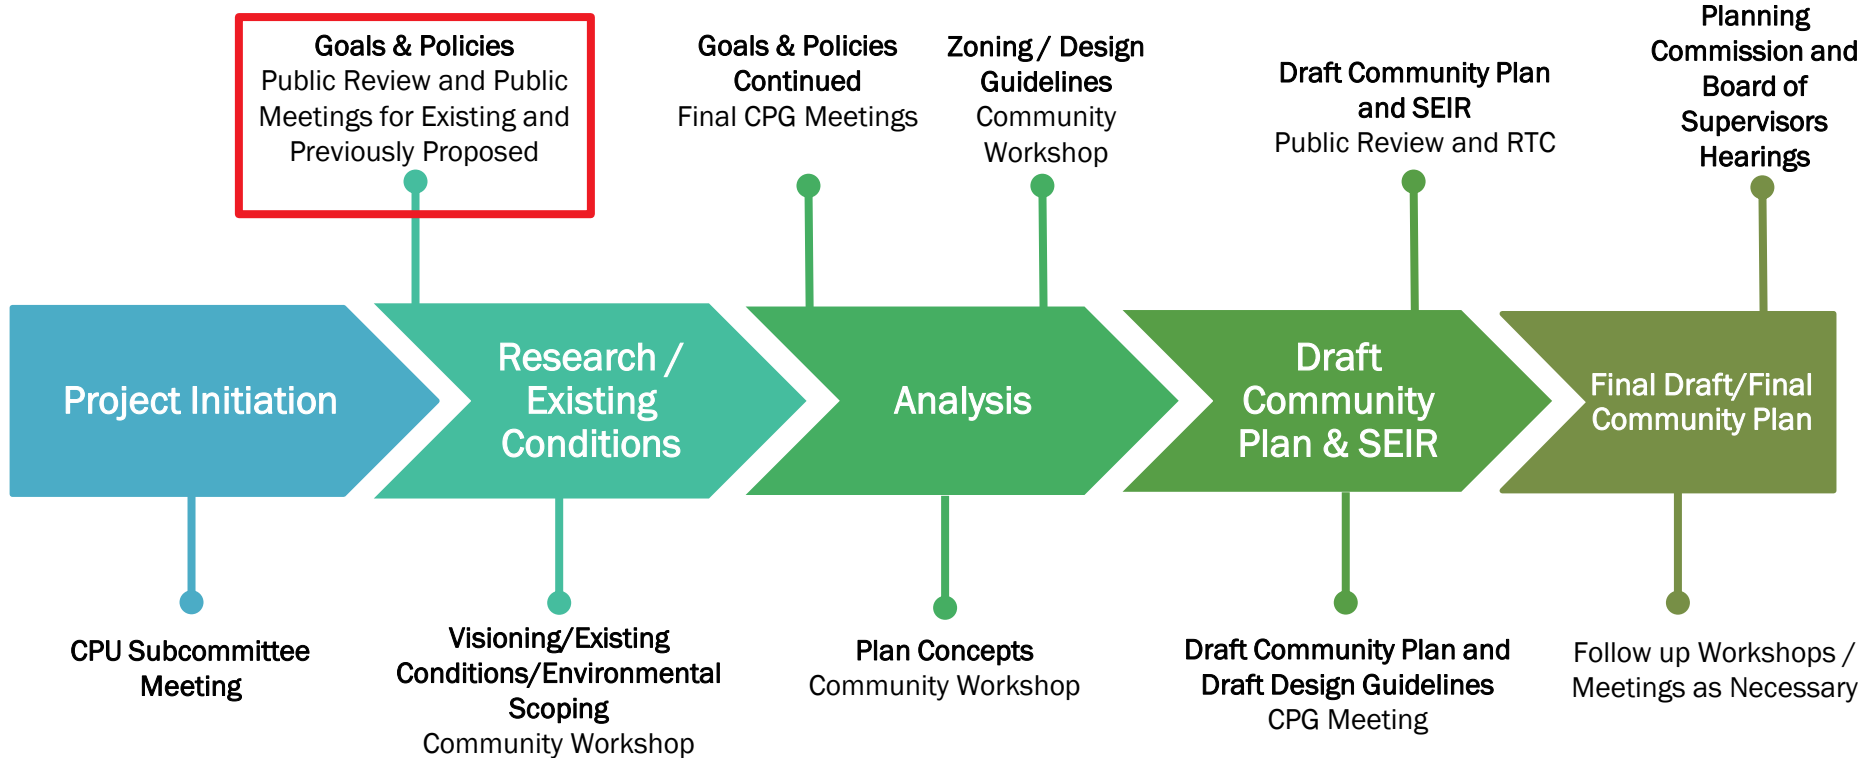 Goals & Policies
Public Review and Public
Meetings for Existing and
Previously Proposed
Goals & Policies
Continued
Final CPG Meetings
Zoning / Design
Guidelines
Community
Workshop
Draft Community Plan
and SEIR
Public Review and RTC
Planning
Commission and
Board of
Supervisors
Hearings
Project Initiation
Research /
Existing
Conditions
Analysis
Draft
Community
Plan & SEIR
Final Draft/Final
Community Plan
CPU Subcommittee
Meeting
Visioning/Existing
Conditions/Environmental
Scoping
Community Workshop
Plan Concepts
Community Workshop
Draft Community Plan and
Draft Design Guidelines
CPG Meeting
Follow up Workshops /
Meetings as Necessary